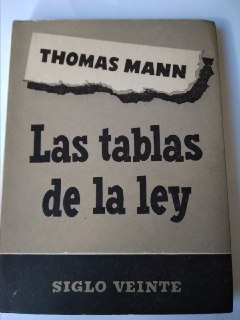 THOMAS MANN
Las tablas
de la ley
SIGLO VEINTE